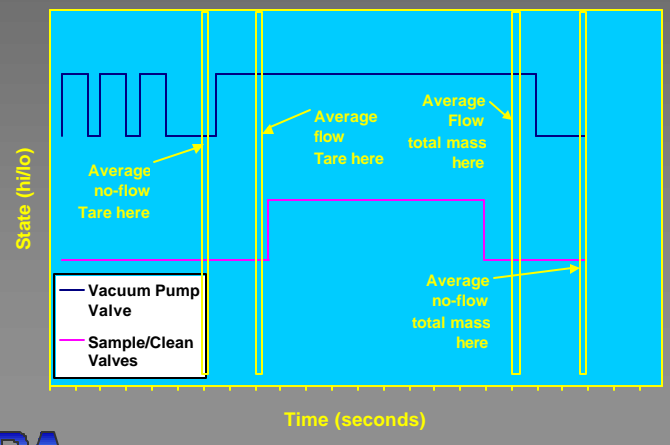 State (hi/lo)
Average
no-flow
Tare here
Average
flow
Tare here
Average
Flow
total mass
here
Average
no-flow
total mass
here
Vacuum Pump
Valve
Sample/Clean
Valves
Time (seconds)